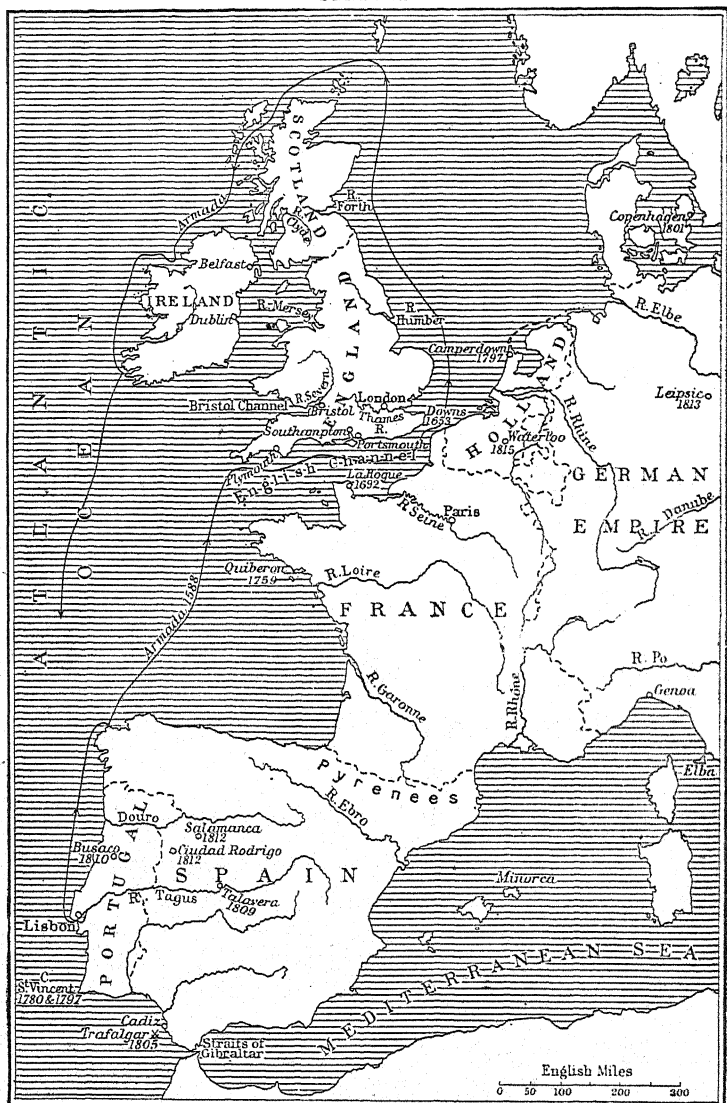 ATLANTIC
OCEAN
SCOTLAND
R.
Forth
R.
Clyde
Armada
Belfast
IRELAND
Dublin
R. Mersey
ENGLAND
R.
Humber
Copenhagen
1801
R. Elbe
Camperdown
1797
Leipsic
1813
R. Severn
London
Bristol Channel
Bristol
Thames
R.
Downs
1653
HOLLAND
R. Rhine
Southampton
Portsmouth
Waterloo
1815
Plymouth
English Channel
La Hogue
1692
GERMAN
EMPIRE
R. Danube
R. Seine
Paris
Quiberon
1759
R. Loire
FRANCE
Armada 1588
R. Garonne
R. Rhône
R. Po
Genoa
Elba
Pyrenees
R. Ebro
Douro
PORTUGAL
Salamanca
1812
Busaco
1810
Ciudad Rodrigo
1812
SPAIN
Minorca
R. Tagus
Talavera
1809
Lisbon
C.
St Vincent
1780 & 1797
MEDITERRANEAN SEA
Cadiz
Trafalgar
1805
Straits of
Gibraltar
English Miles
0 50 100 200 300